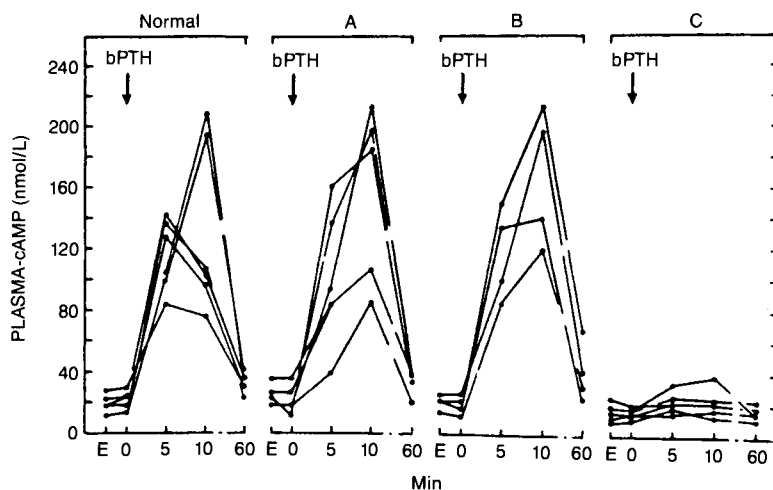 Normal A B C
bPTH bPTH bPTH bPTH
240
200
160
120
80
40
0
PLASMA-cAMP (nmol/L)
E 0 5 10 60 E 0 5 10 60 E 0 5 10 60 E 0 5 10 60
Min